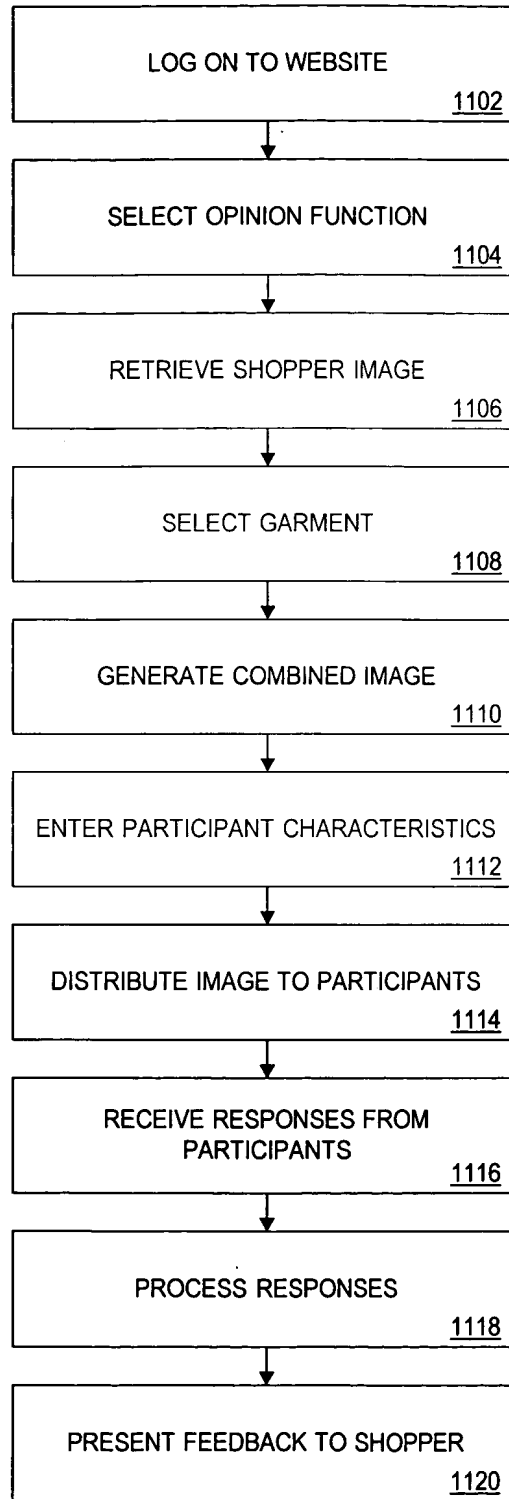 LOG ON TO WEBSITE
1102
SELECT OPINION FUNCTION
1104
RETRIEVE SHOPPER IMAGE
1106
SELECT GARMENT
1108
GENERATE COMBINED IMAGE
1110
ENTER PARTICIPANT CHARACTERISTICS
1112
DISTRIBUTE IMAGE TO PARTICIPANTS
1114
RECEIVE RESPONSES FROM
PARTICIPANTS
1116
PROCESS RESPONSES
1118
PRESENT FEEDBACK TO SHOPPER
1120